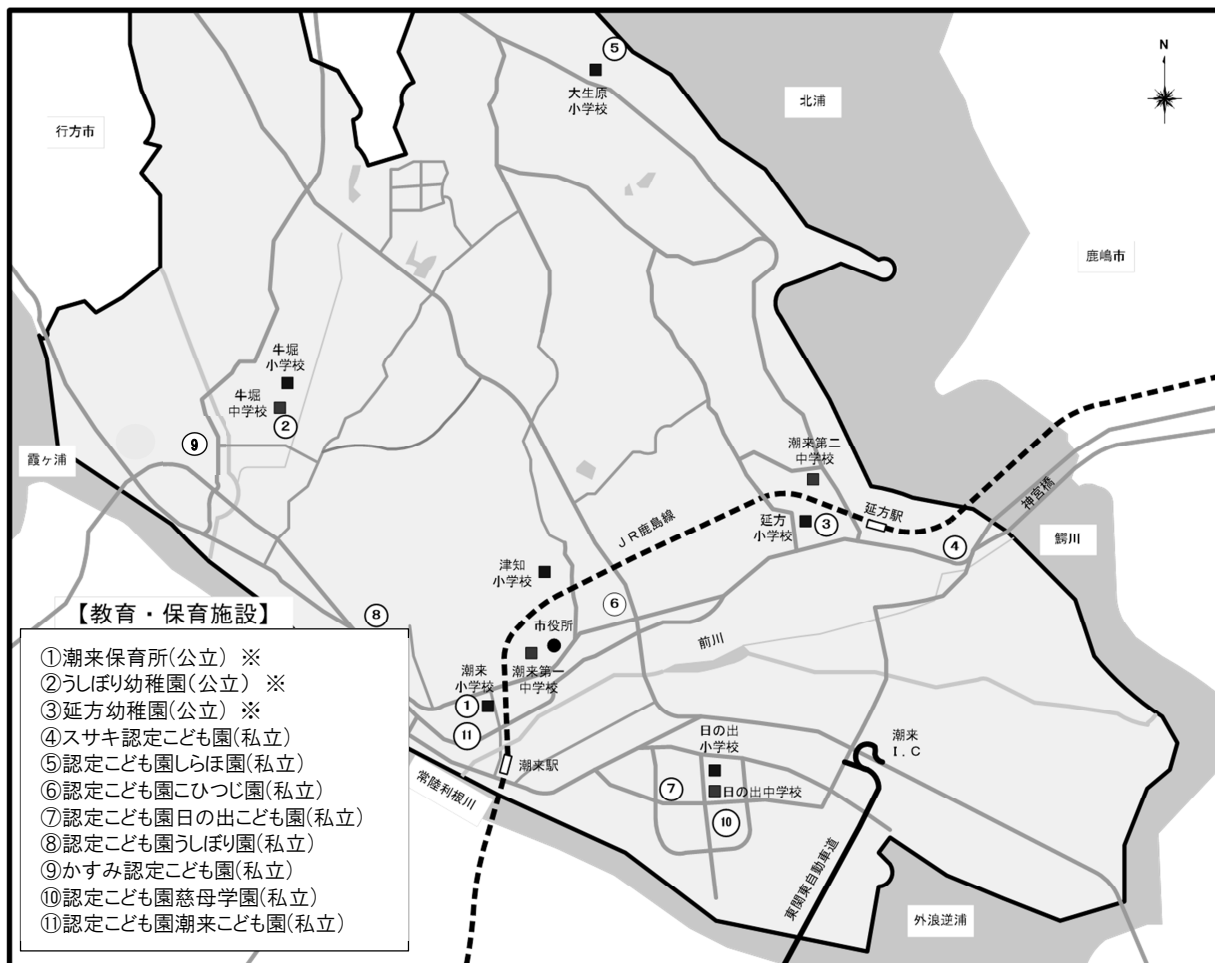 N
⑤
大生原
小学校
北浦
行方市
鹿嶋市
牛堀
小学校
牛堀
中学校
②
⑨
霞ヶ浦
潮来第二
中学校
神宮橋
延方駅
JR鹿島線
延方
小学校
③
④
鰐川
津知
小学校
⑥
⑧
市役所
前川
潮来第一
中学校
潮来
小学校
①
⑪
潮来駅
常陸利根川
日の出
小学校
⑦
日の出中学校
⑩
潮来
I.C
東関東自動車道
外浪逆浦
【教育・保育施設】
①潮来保育所(公立) ※
②うしぼり幼稚園(公立) ※
③延方幼稚園(公立) ※
④スサキ認定こども園(私立)
⑤認定こども園しらほ園(私立)
⑥認定こども園こひつじ園(私立)
⑦認定こども園日の出こども園(私立)
⑧認定こども園うしぼり園(私立)
⑨かすみ認定こども園(私立)
⑩認定こども園慈母学園(私立)
⑪認定こども園潮来こども園(私立)